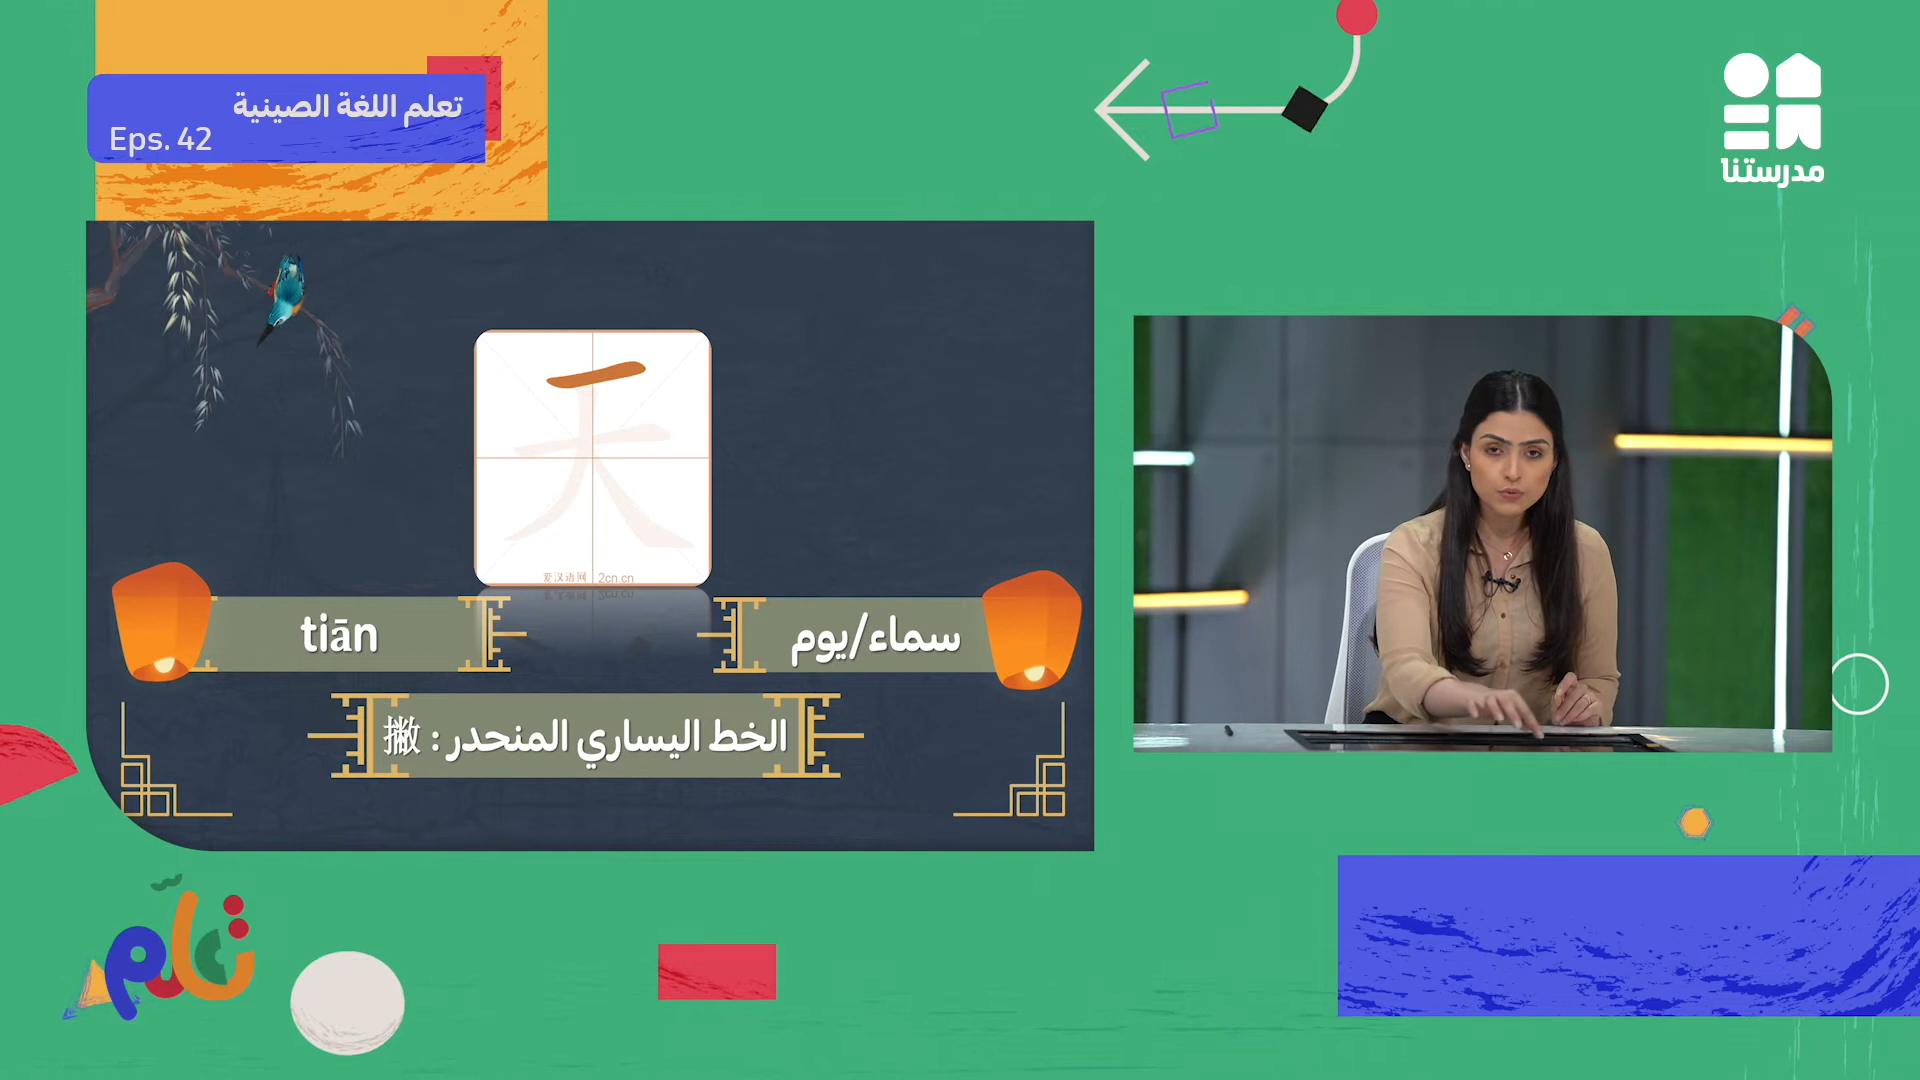 تعلم اللغة الصينية
Eps. 42
مدرستنا
天
爱汉语网 2cn.cn
tiān
سماء/يوم
الخط اليساري المنحدر : 撇
تعلم